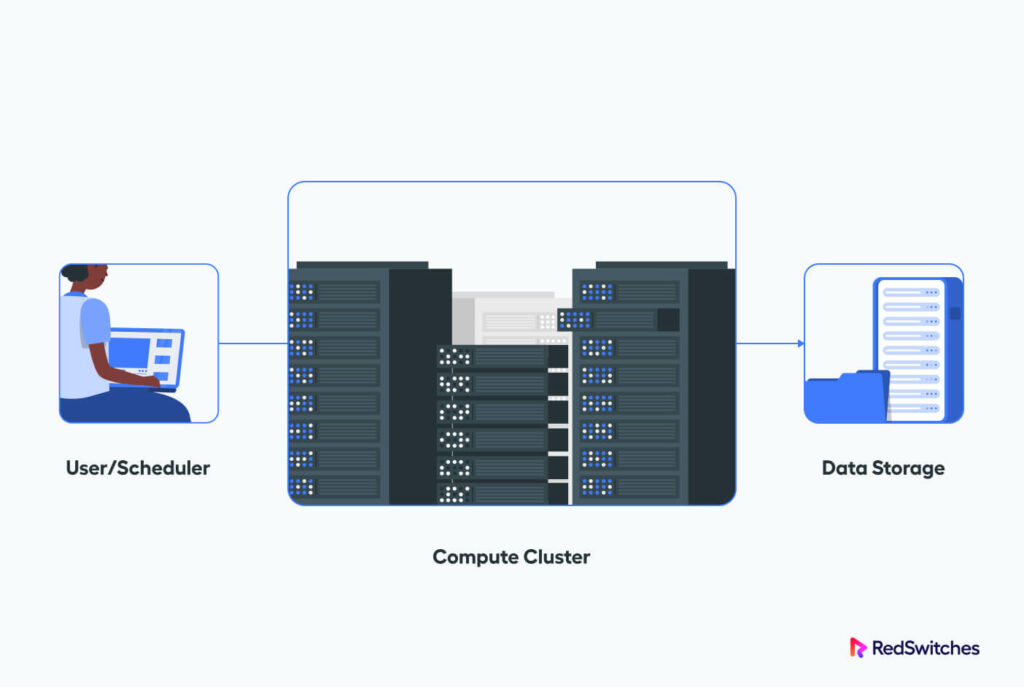 User/Scheduler
Data Storage
Compute Cluster
RedSwitches